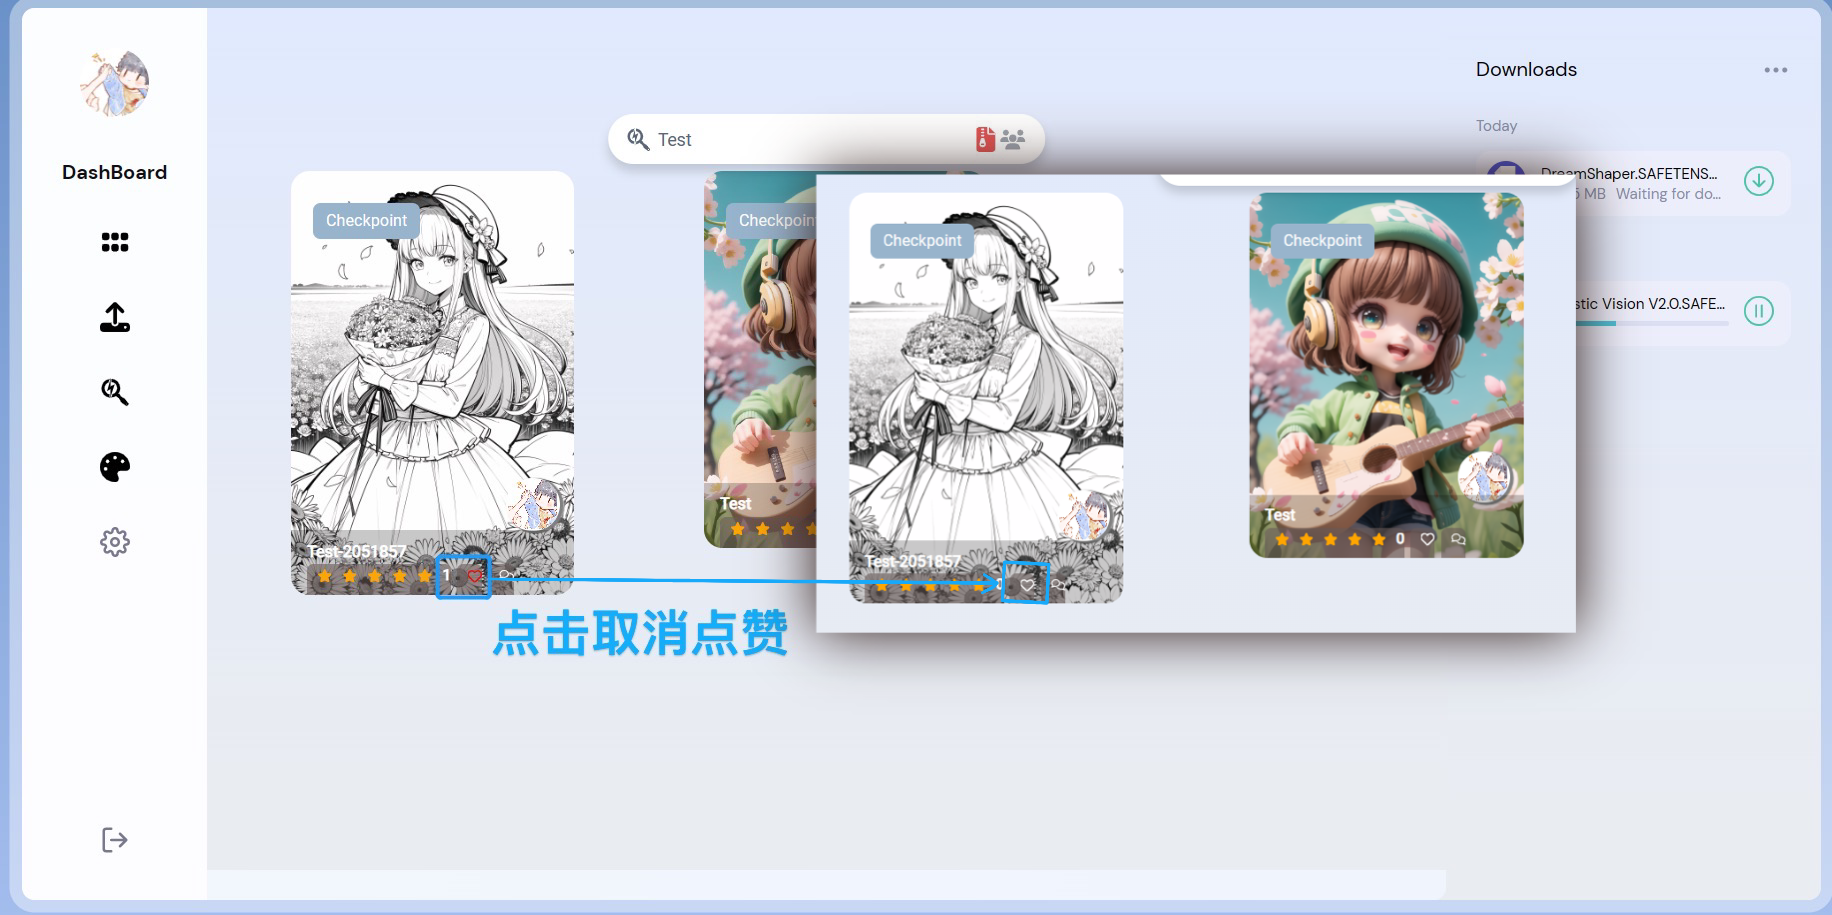 DashBoard
Test
Checkpoint
Test-2051857
1
Checkpoin
Test
Checkpoint
Test-2051857
Checkpoint
Test
0
点击取消点赞
Downloads
Today
DreamShaper.SAFETENS...
5 MB Waiting for do...
stic Vision V2.0.SAFE...